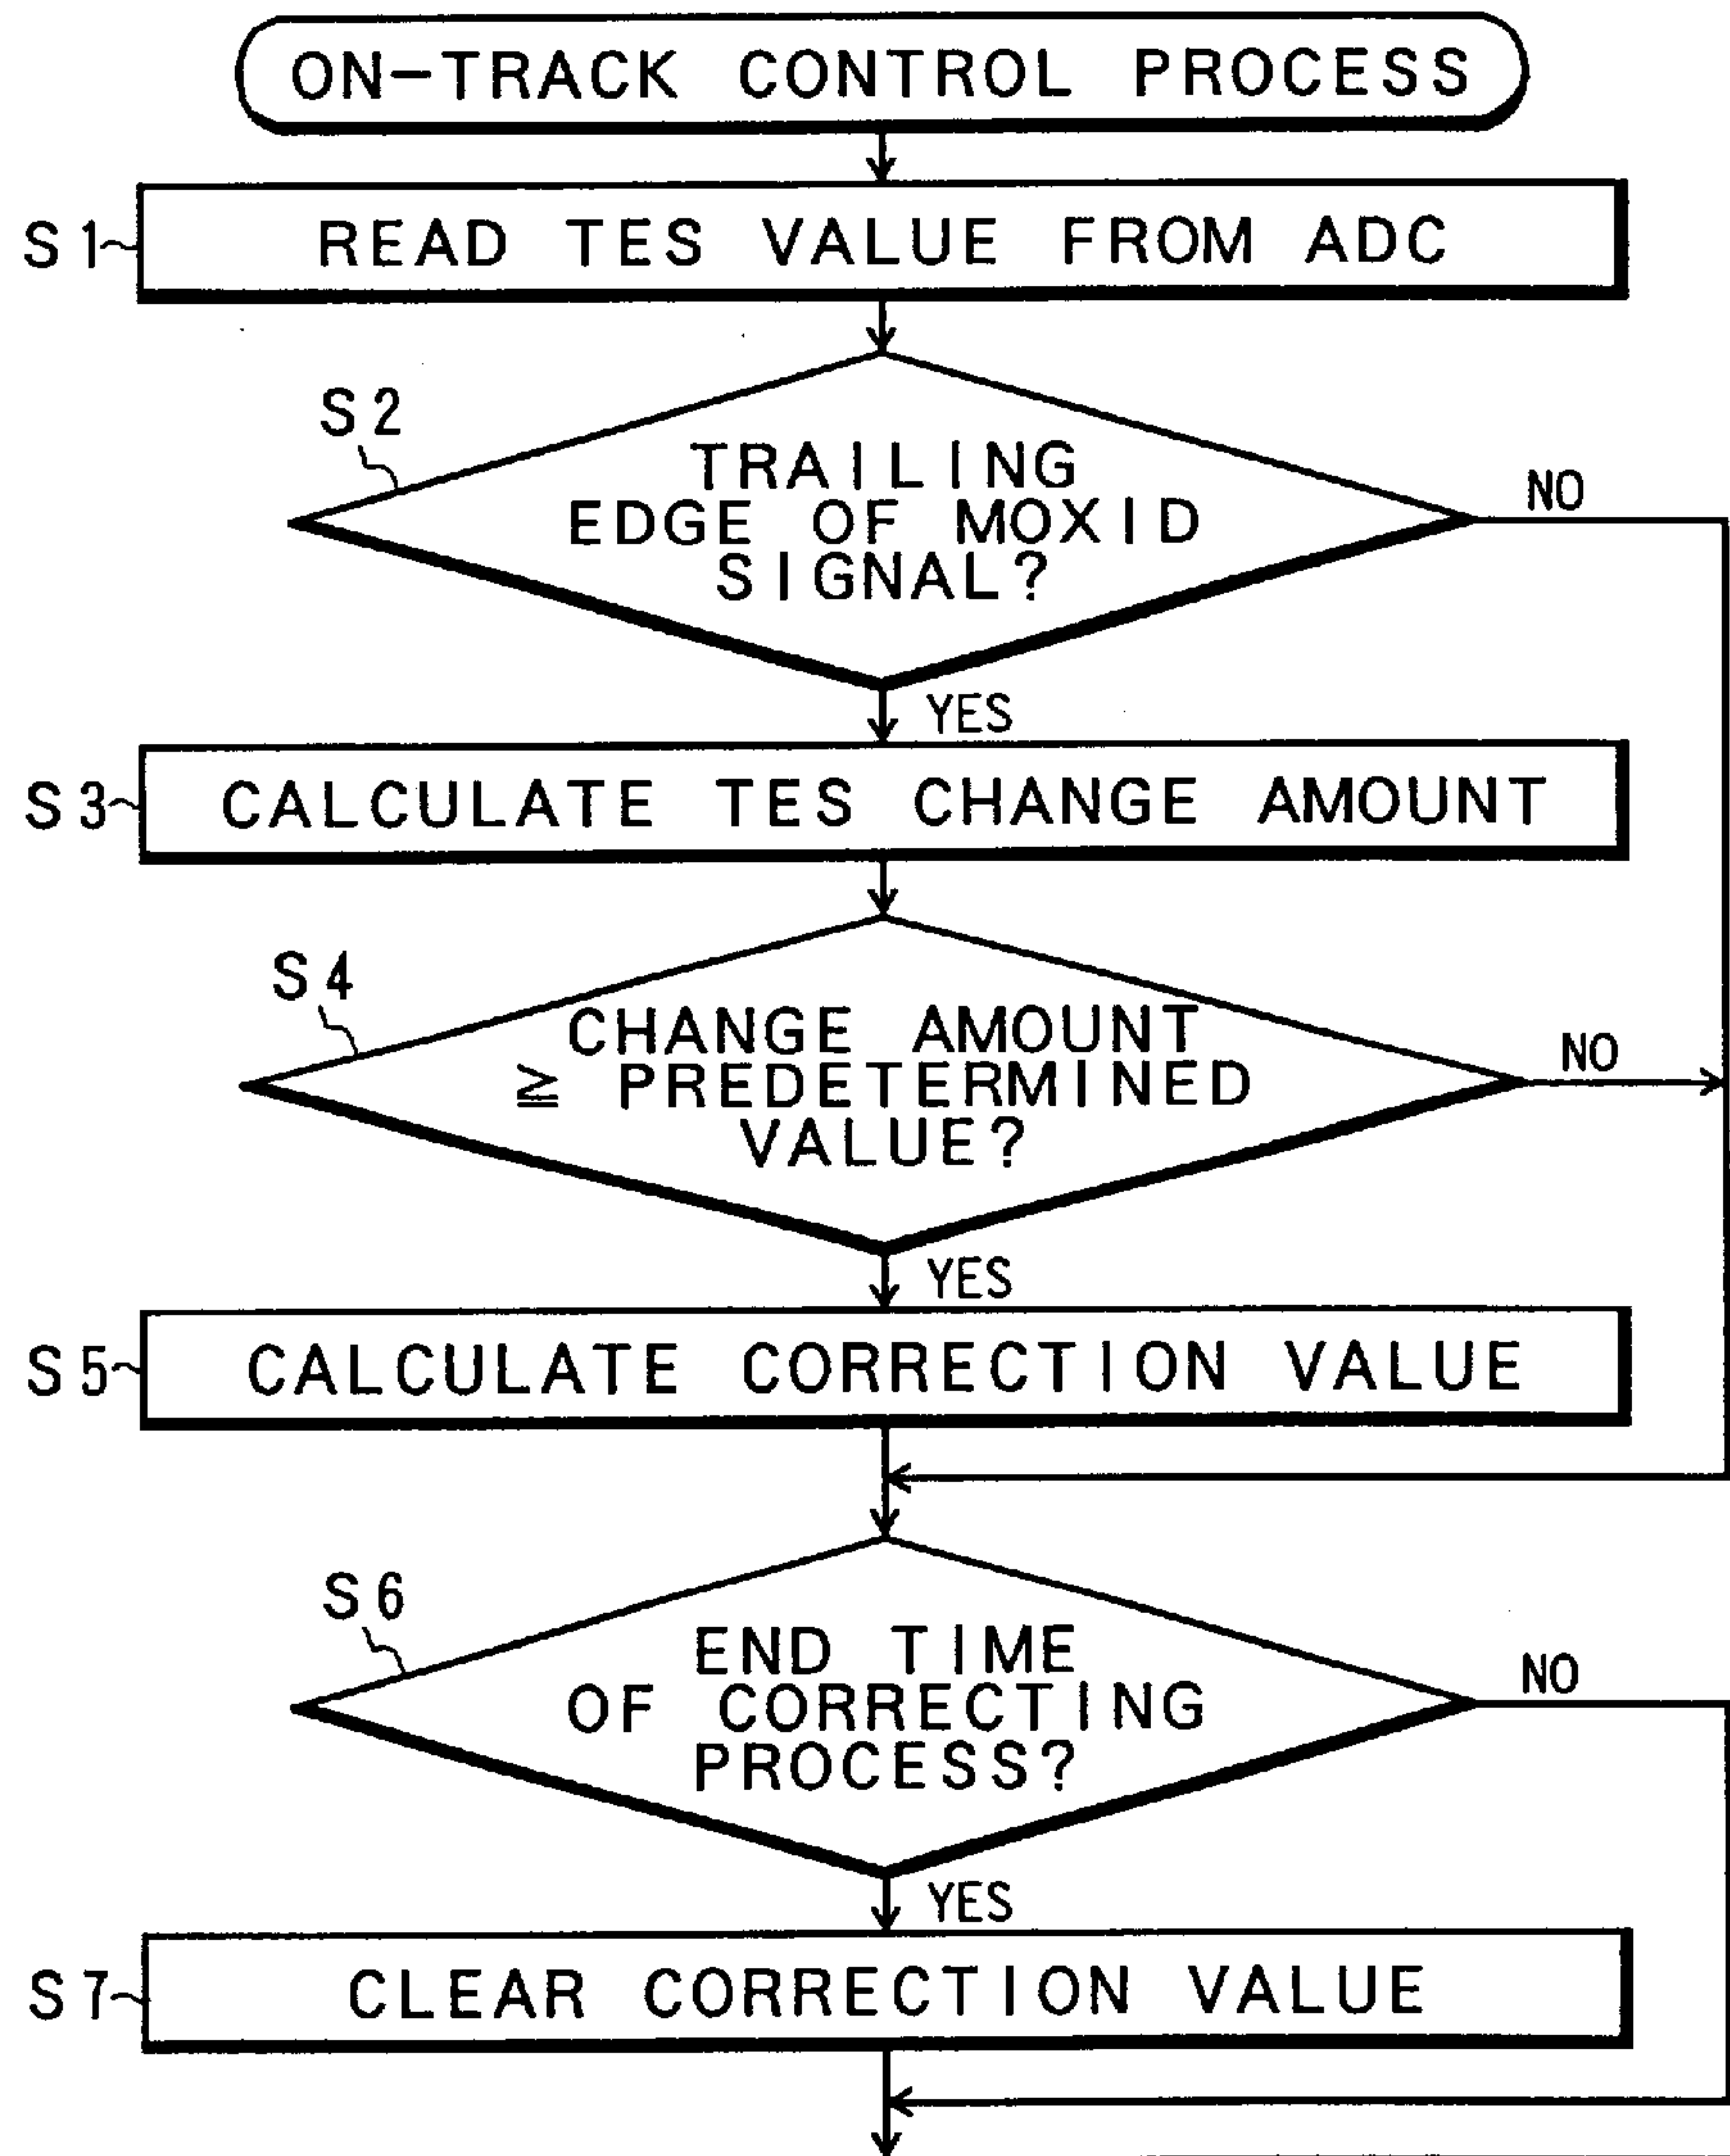 ON-TRACK CONTROL PROCESS
S1
READ TES VALUE FROM ADC
S2
TRAILING
EDGE OF MOXID
SIGNAL?
NO
YES
S3
CALCULATE TES CHANGE AMOUNT
S4
CHANGE AMOUNT
≧ PREDETERMINED
VALUE?
NO
YES
S5
CALCULATE CORRECTION VALUE
S6
END TIME
OF CORRECTING
PROCESS?
NO
YES
S7
CLEAR CORRECTION VALUE